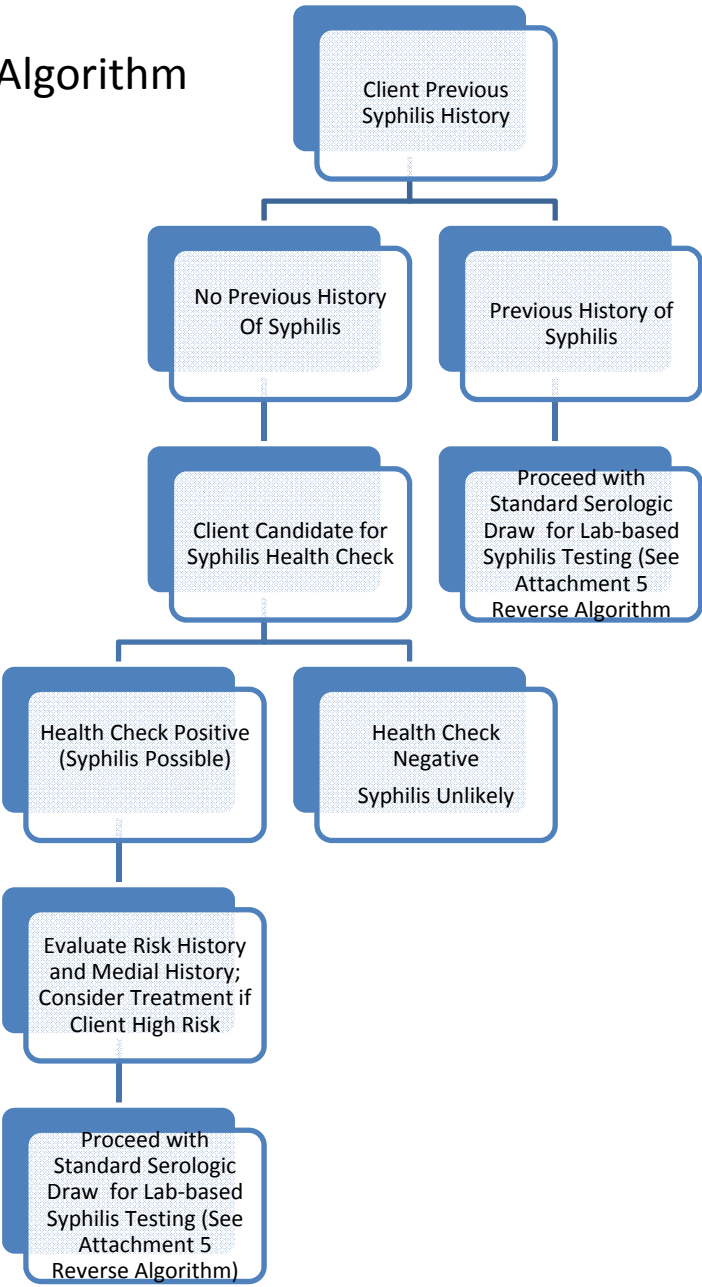 Algorithm
Client Previous
Syphilis History
No Previous History
Of Syphilis
Previous History of
Syphilis
Client Candidate for
Syphilis Health Check
Proceed with
Standard Serologic
Draw for Lab-based
Syphilis Testing (See
Attachment 5
Reverse Algorithm
Health Check Positive
(Syphilis Possible)
Health Check
Negative
Syphilis Unlikely
Evaluate Risk History
and Medial History;
Consider Treatment if
Client High Risk
Proceed with
Standard Serologic
Draw for Lab-based
Syphilis Testing (See
Attachment 5
Reverse Algorithm)